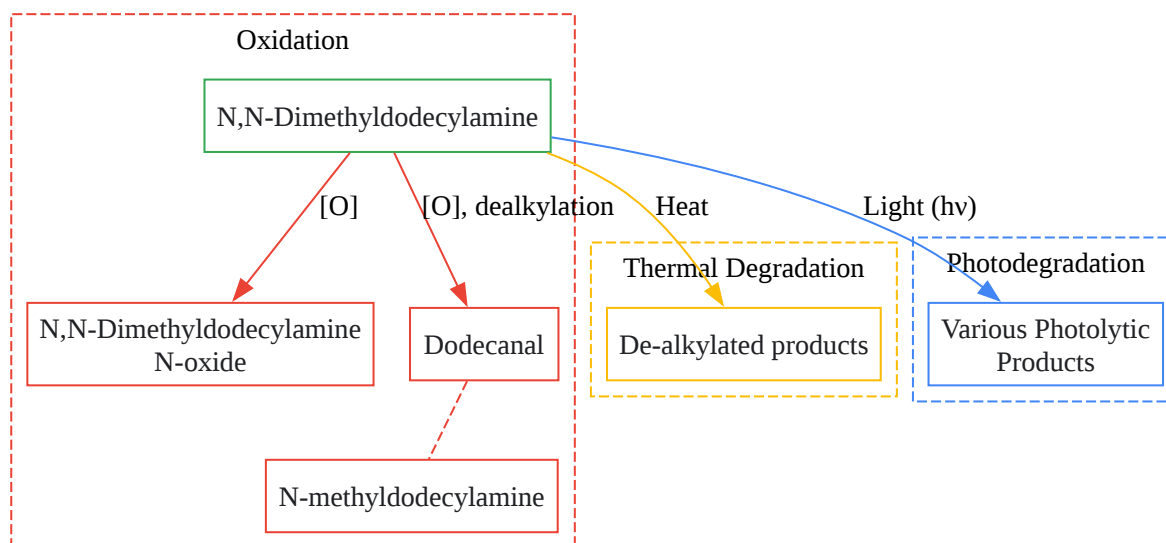 Oxidation
N,N-Dimethyldodecylamine
[O]
[O], dealkylation
Heat
Light (hν)
Thermal Degradation
Photodegradation
N,N-Dimethyldodecylamine
N-oxide
Dodecanal
De-alkylated products
Various Photolytic
Products
N-methyldodecylamine